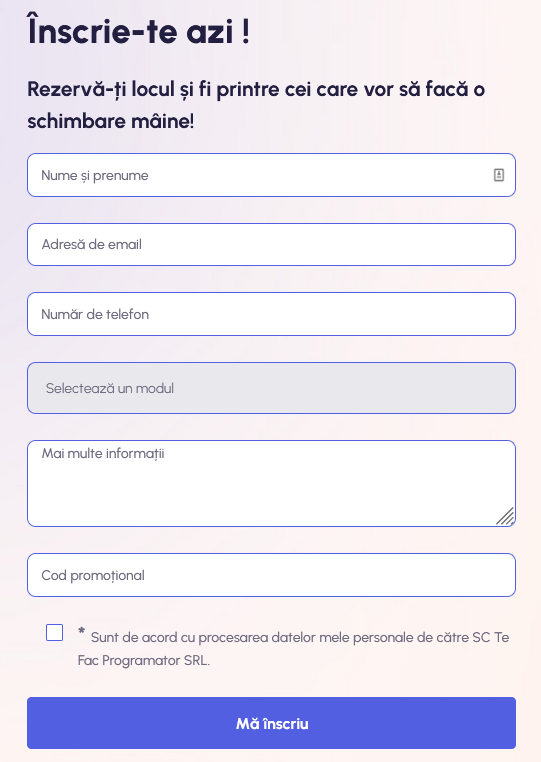 Înscrie-te azi !
Rezervă-ți locul și fi printre cei care vor să facă o
schimbare mâine!
Nume și prenume
Adresă de email
Număr de telefon
Selectează un modul
Mai multe informații
Cod promoțional
* Sunt de acord cu procesarea datelor mele personale de către SC Te
Fac Programator SRL.
Mă înscriu